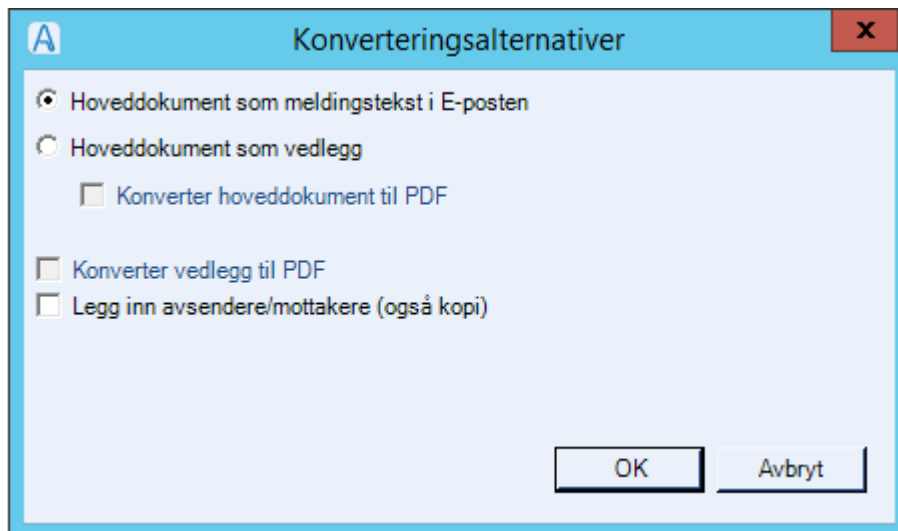 Konverteringsalternativer
x
Hoveddokument som meldingstekst i E-posten
Hoveddokument som vedlegg
Konverter hoveddokument til PDF
Konverter vedlegg til PDF
Legg inn avsendere/mottakere (også kopi)
OK
Avbryt